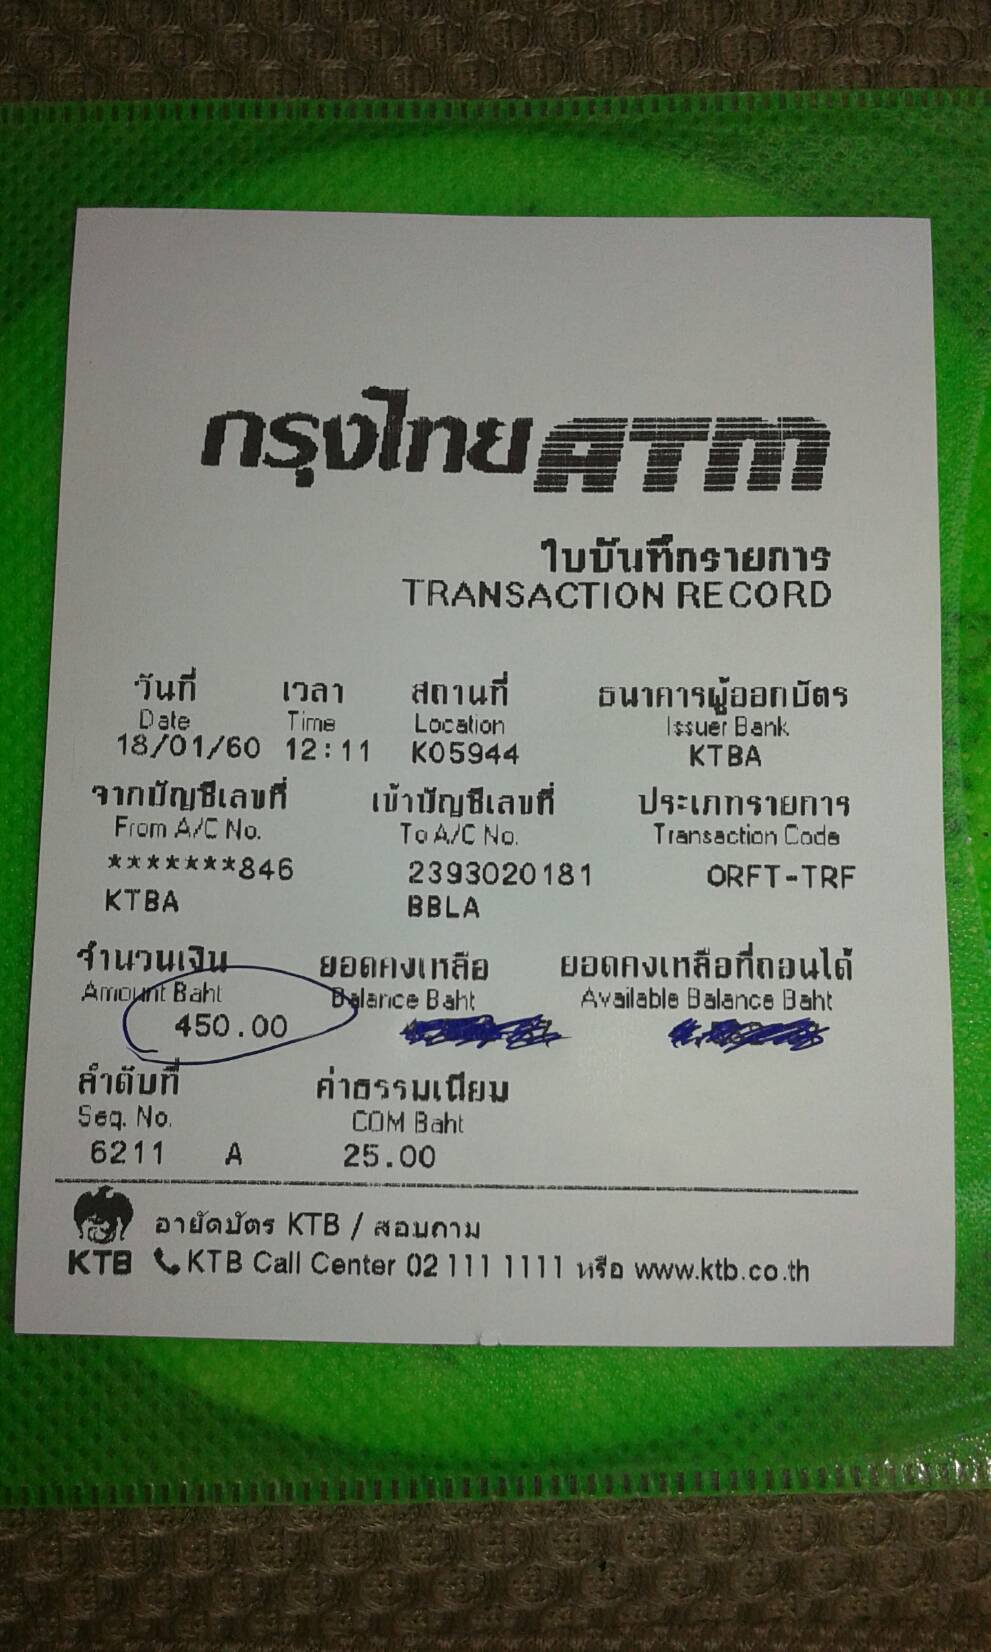 กรุงไทย ATM
ใบบันทึกรายการ
TRANSACTION RECORD
วันที่ เวลา สถานที่ ธนาคารผู้ออกบัตร
Date Time Location Issuer Bank
18/01/60 12:11 K05944 KTBA
จากบัญชีเลขที่ เข้าบัญชีเลขที่ ประเภทรายการ
From A/C No. To A/C No. Transaction Code
*******846 2393020181 ORFT-TRF
KTBA BBLA
จำนวนเงิน ยอดคงเหลือ ยอดคงเหลือที่ถอนได้
Amount Baht Balance Baht Available Balance Baht
450.00
ลำดับที่ ค่าธรรมเนียม
Seq. No. COM Baht
6211 A 25.00
อายัดบัตร KTB / สอบถาม
KTB KTB Call Center 02 111 1111 หรือ www.ktb.co.th